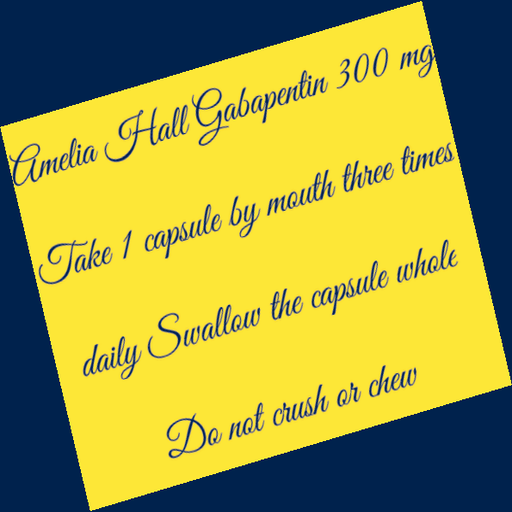 Amelia Hall Gabapentin 300 mg
Take 1 capsule by mouth three times
daily Swallow the capsule whole
Do not crush or chew